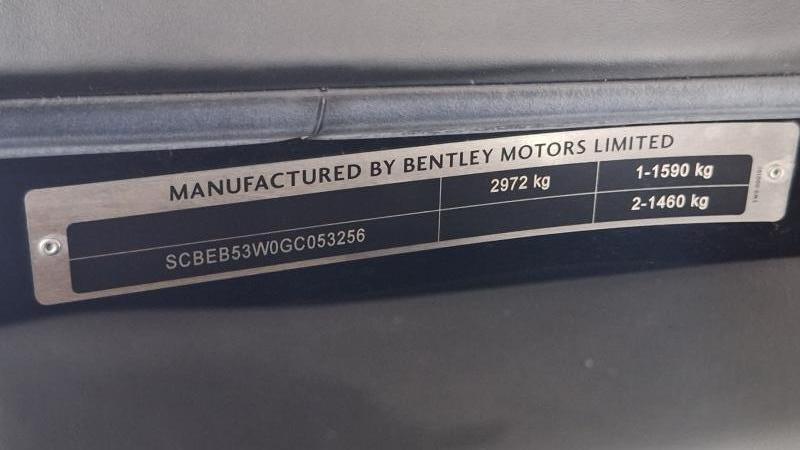 MANUFACTURED BY BENTLEY MOTORS LIMITED
2972 kg
1-1590 kg
2-1460 kg
SCBEB53W0GC053256